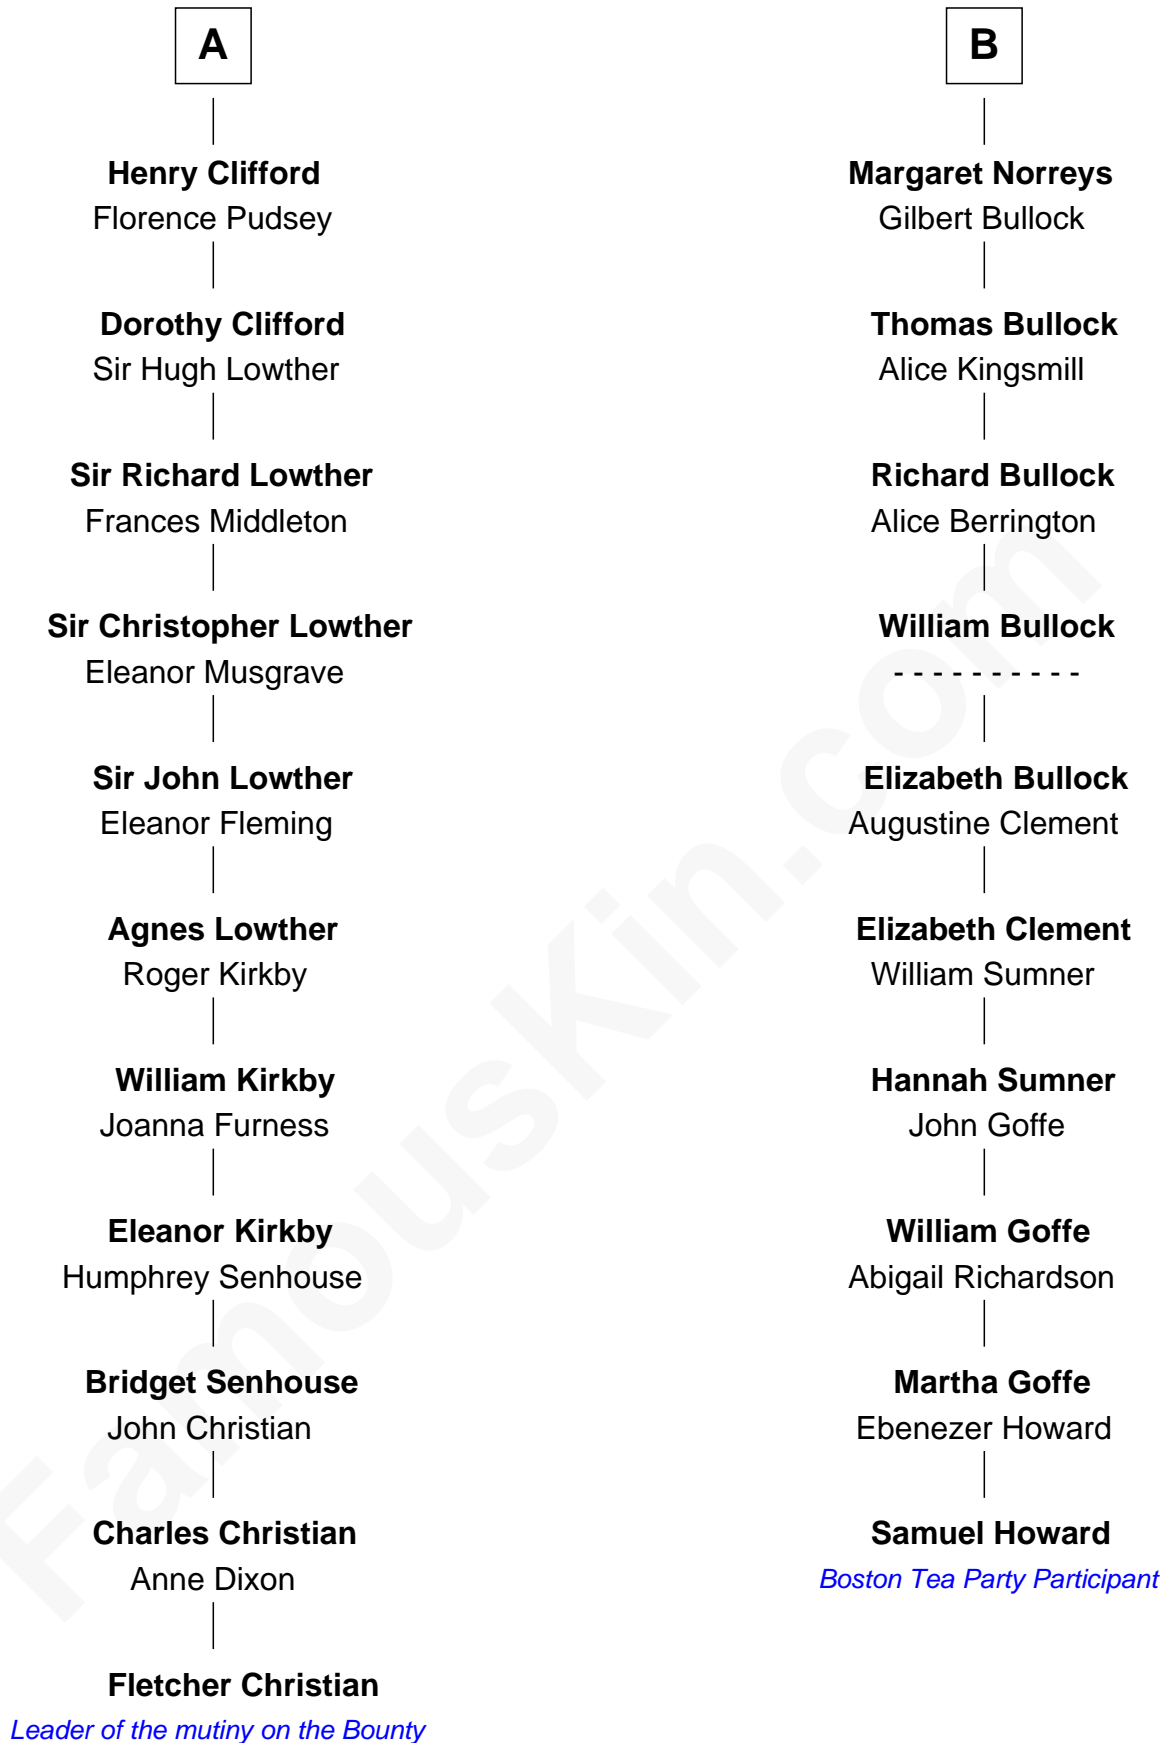 A
Henry Clifford
Florence Pudsey
Dorothy Clifford
Sir Hugh Lowther
Sir Richard Lowther
Frances Middleton
Sir Christopher Lowther
Eleanor Musgrave
Sir John Lowther
Eleanor Fleming
Agnes Lowther
Roger Kirkby
William Kirkby
Joanna Furness
Eleanor Kirkby
Humphrey Senhouse
Bridget Senhouse
John Christian
Charles Christian
Anne Dixon
Fletcher Christian
Leader of the mutiny on the Bounty
B
Margaret Norreys
Gilbert Bullock
Thomas Bullock
Alice Kingsmill
Richard Bullock
Alice Berrington
William Bullock
- - - - - - - - - -
Elizabeth Bullock
Augustine Clement
Elizabeth Clement
William Sumner
Hannah Sumner
John Goffe
William Goffe
Abigail Richardson
Martha Goffe
Ebenezer Howard
Samuel Howard
Boston Tea Party Participant
FamousKin.com